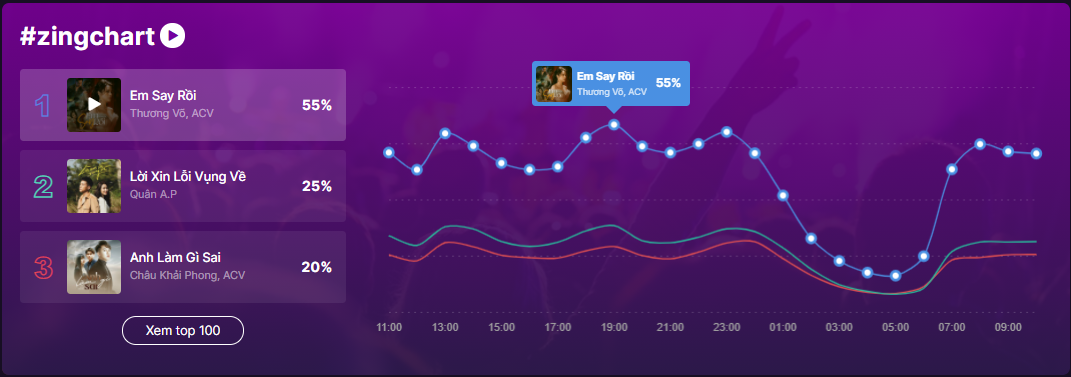 #zingchart
1
Em Say Rồi
Thương Võ, ACV
55%
2
Lời Xin Lỗi Vụng Về
Quân A.P
25%
3
Anh Làm Gì Sai
Châu Khải Phong, ACV
20%
Xem top 100
Em Say Rồi
Thương Võ, ACV
55%
11:00 13:00 15:00 17:00 19:00 21:00 23:00 01:00 03:00 05:00 07:00 09:00